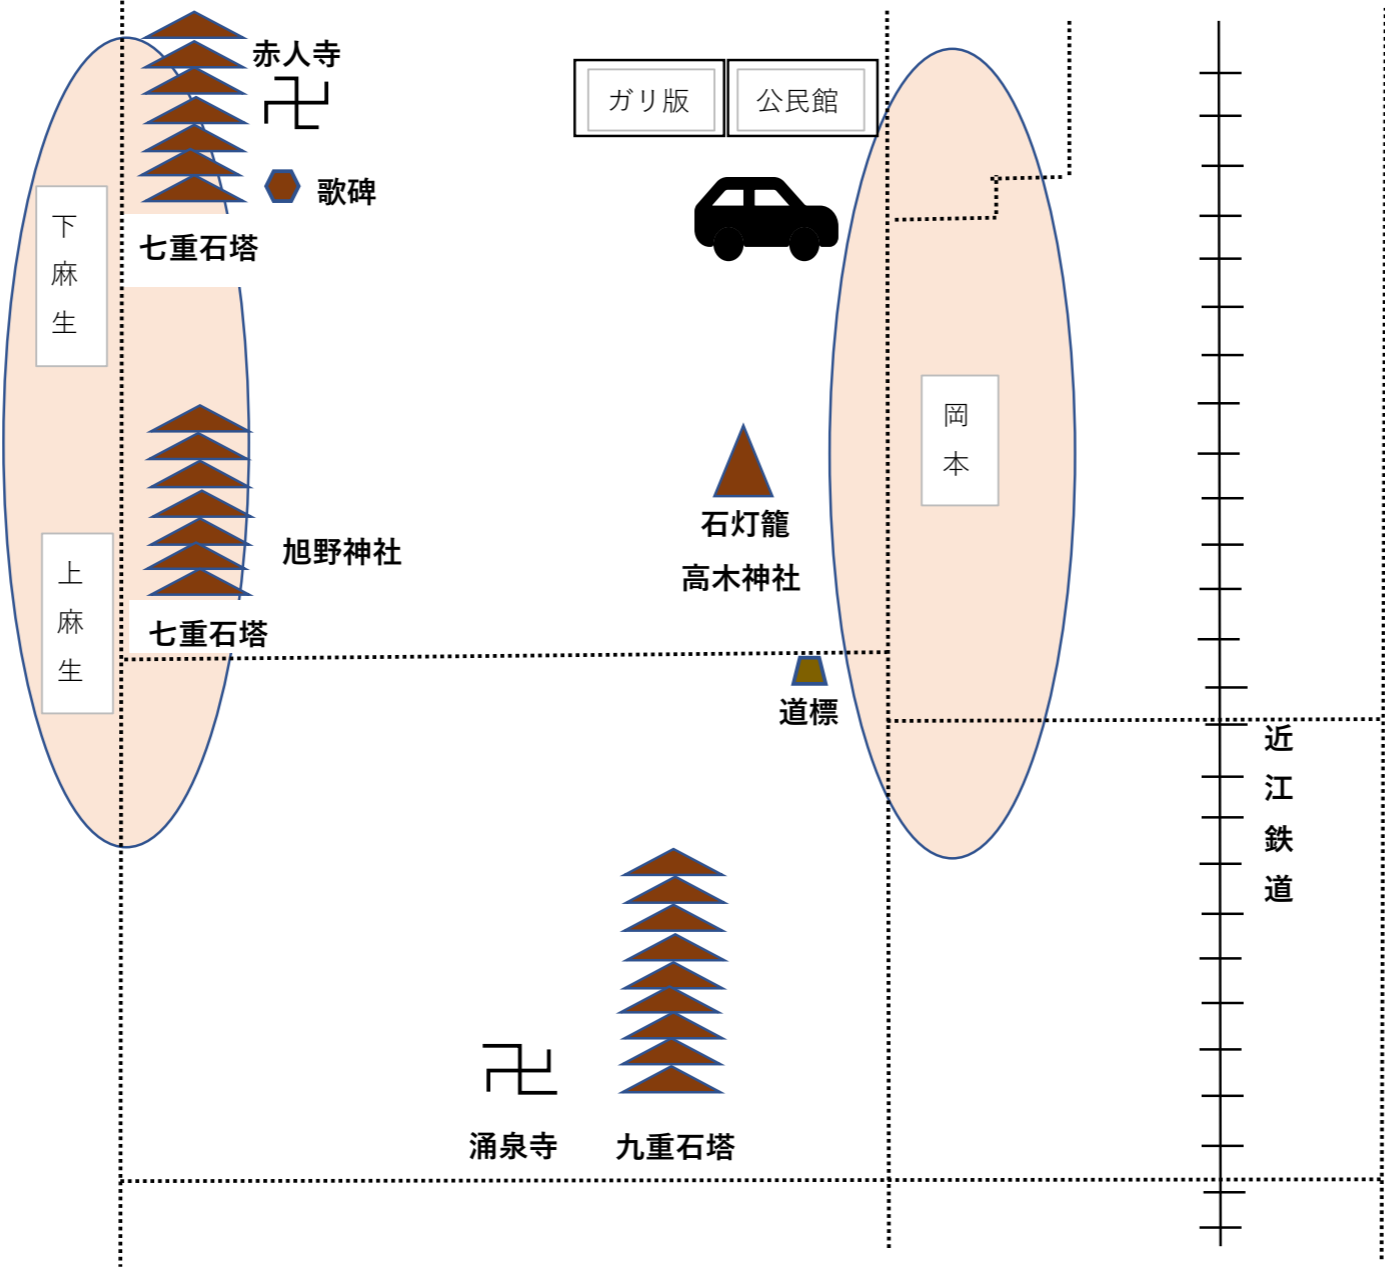 赤人寺
ガリ版
公民館
歌碑
下麻生
七重石塔
岡本
石灯籠
旭野神社
高木神社
上麻生
七重石塔
道標
近江鉄道
涌泉寺
九重石塔